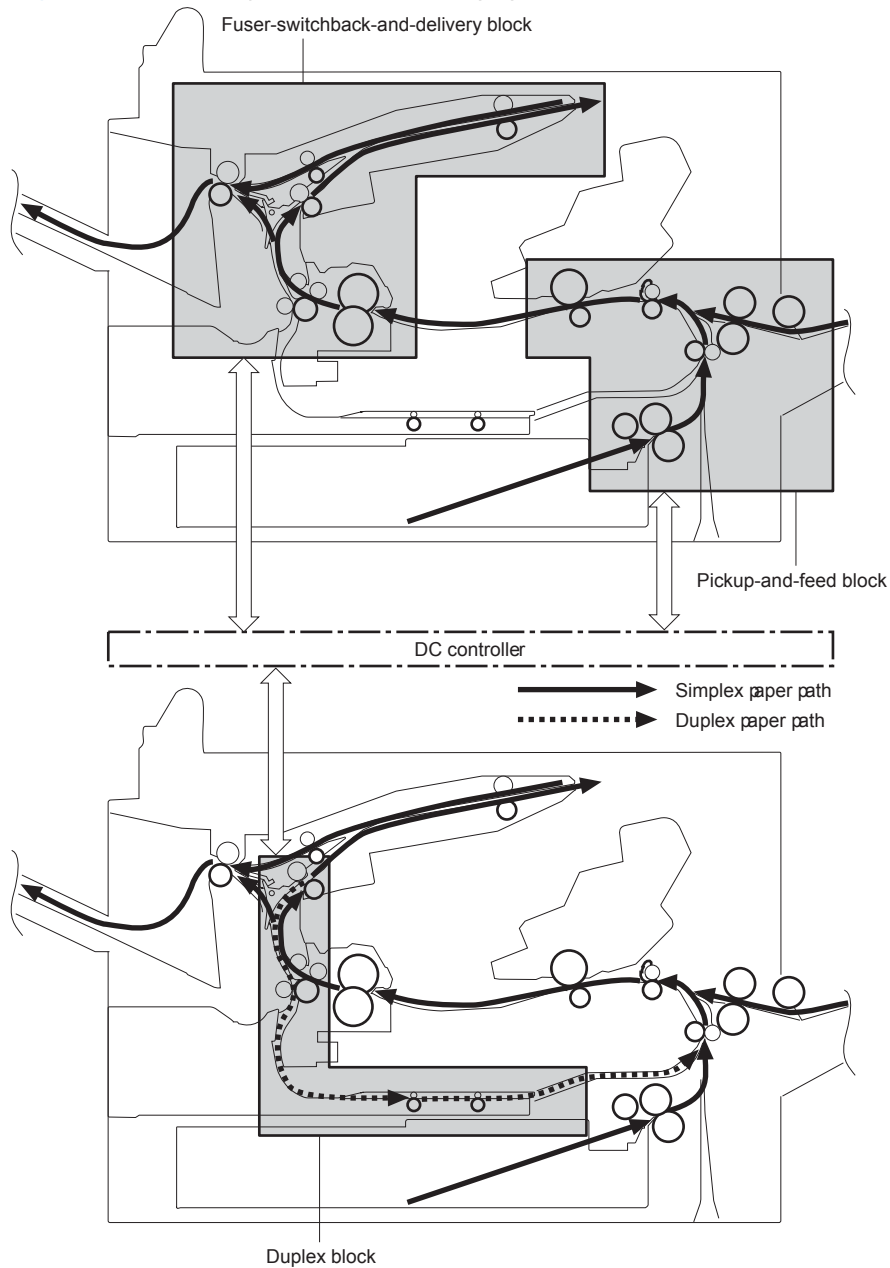 Fuser-switchback-and-delivery block
Pickup-and-feed block
DC controller
Simplex paper path
Duplex paper path
Duplex block